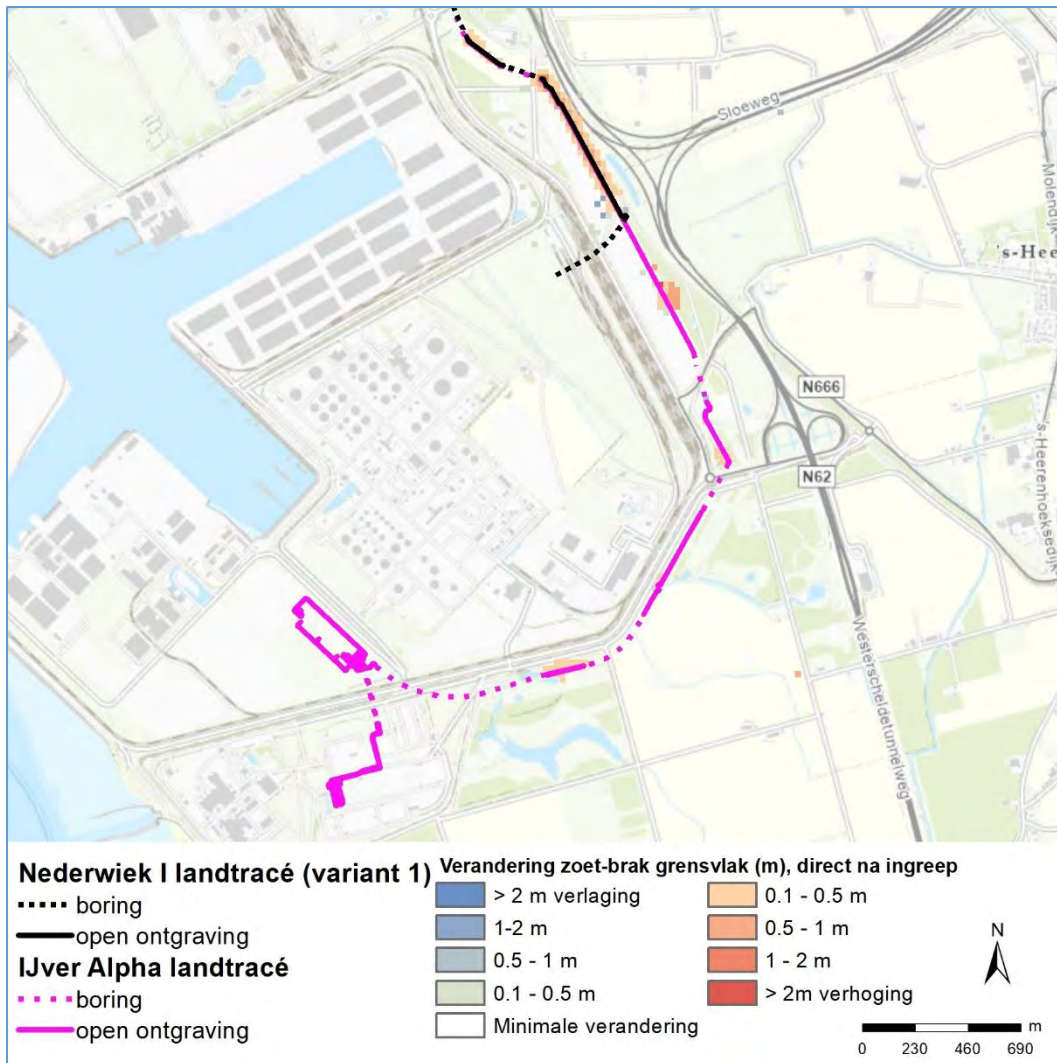 Sloeweg
Molendijk
's-Hee
N666
N62
's-Heerenhoeksedijk
Westerscheldetunnelweg
Nederwiek I landtracé (variant 1)
boring
open ontgraving
IJver Alpha landtracé
boring
open ontgraving
Verandering zoet-brak grensvlak (m), direct na ingreep
> 2 m verlaging
1-2 m
0.5 - 1 m
0.1 - 0.5 m
Minimale verandering
0.1 - 0.5 m
0.5 - 1 m
1 - 2 m
> 2m verhoging
N
m
0 230 460 690